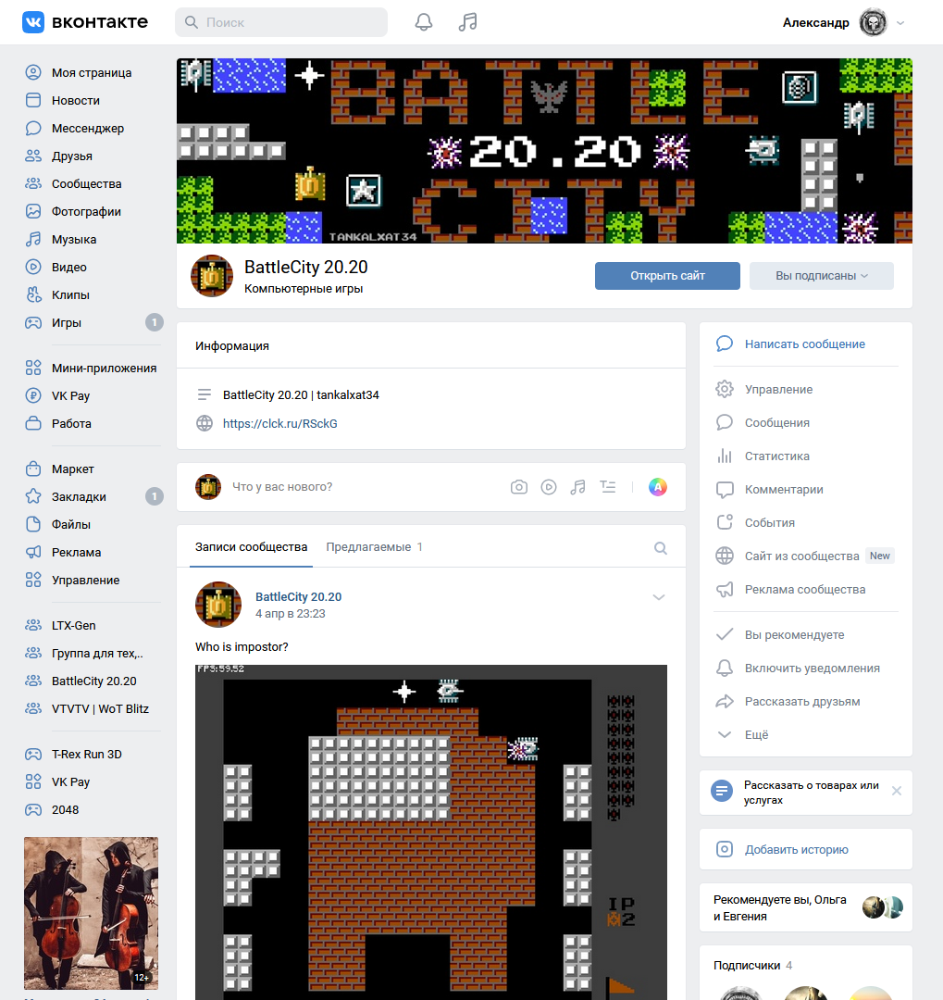 вконтакте
Поиск
Александр
Моя страница
Новости
Мессенджер
Друзья
Сообщества
Фотографии
Музыка
Видео
Клипы
Игры 1
Мини-приложения
VK Pay
Работа
Маркет
Закладки 1
Файлы
Реклама
Управление
LTX-Gen
Группа для тех,..
BattleCity 20.20
VTVTV | WoT Blitz
T-Rex Run 3D
VK Pay
2048
12+
BATTLE
20.20
CITY
TANKALXAT34
BattleCity 20.20
Компьютерные игры
Открыть сайт
Вы подписаны
Информация
BattleCity 20.20 | tankalxat34
https://clck.ru/RSckG
Что у вас нового?
A
Записи сообщества
Предлагаемые 1
BattleCity 20.20
4 апр в 23:23
Who is impostor?
FPS:59.52
IP
2
Написать сообщение
Управление
Сообщения
Статистика
Комментарии
События
Сайт из сообщества New
Реклама сообщества
Вы рекомендуете
Включить уведомления
Рассказать друзьям
Ещё
Рассказать о товарах или
услугах
Добавить историю
Рекомендуете вы, Ольга
и Евгения
Подписчики 4